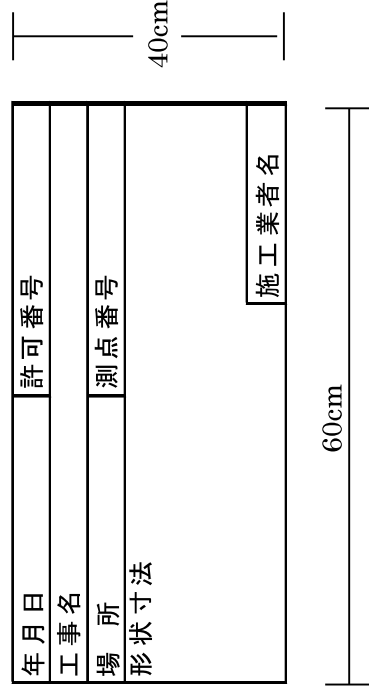 年月日 許可番号
工事名
場 所 測点番号
形状寸法
施工業者名
40cm
60cm